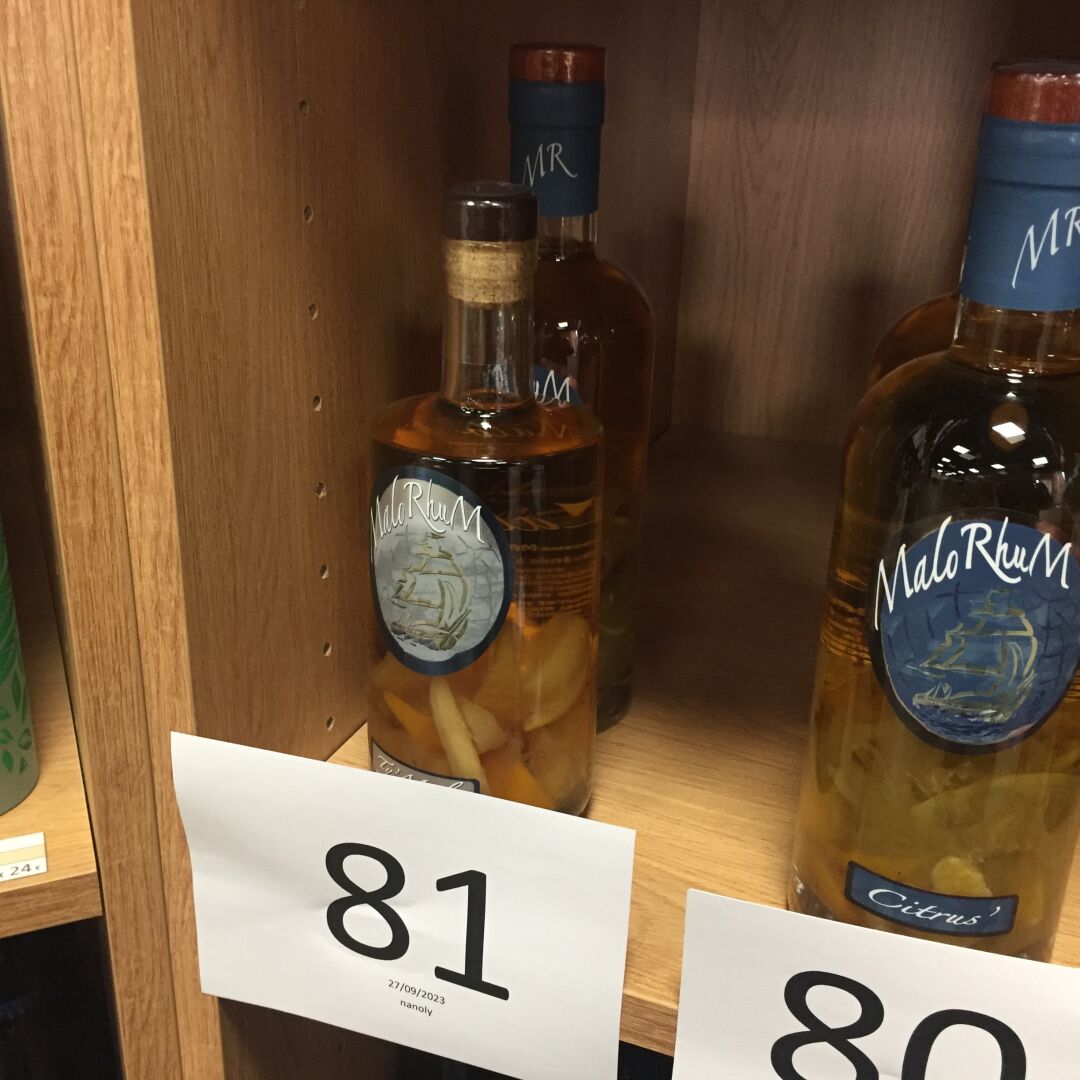 MR
MR
MaloRhuM
MaloRhuM
Citrus'
x 24 €
81
27/09/2023
nanoly
80